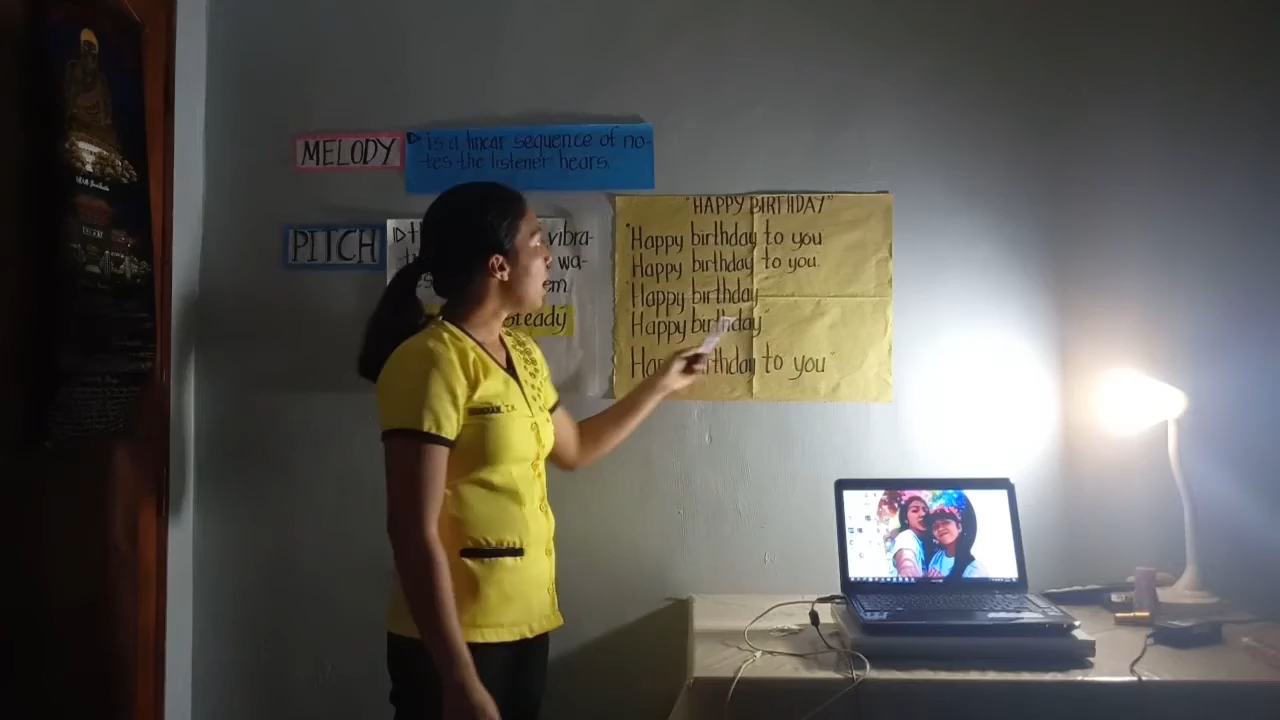 MELODY
is a linear sequence of no-
tes the listener hears.
PITCH
vibra-
wa-
em.
Steady
"HAPPY BIRTHDAY"
"Happy birthday to you
Happy birthday to you.
Happy birthday
Happy birthday"
birthday to you"